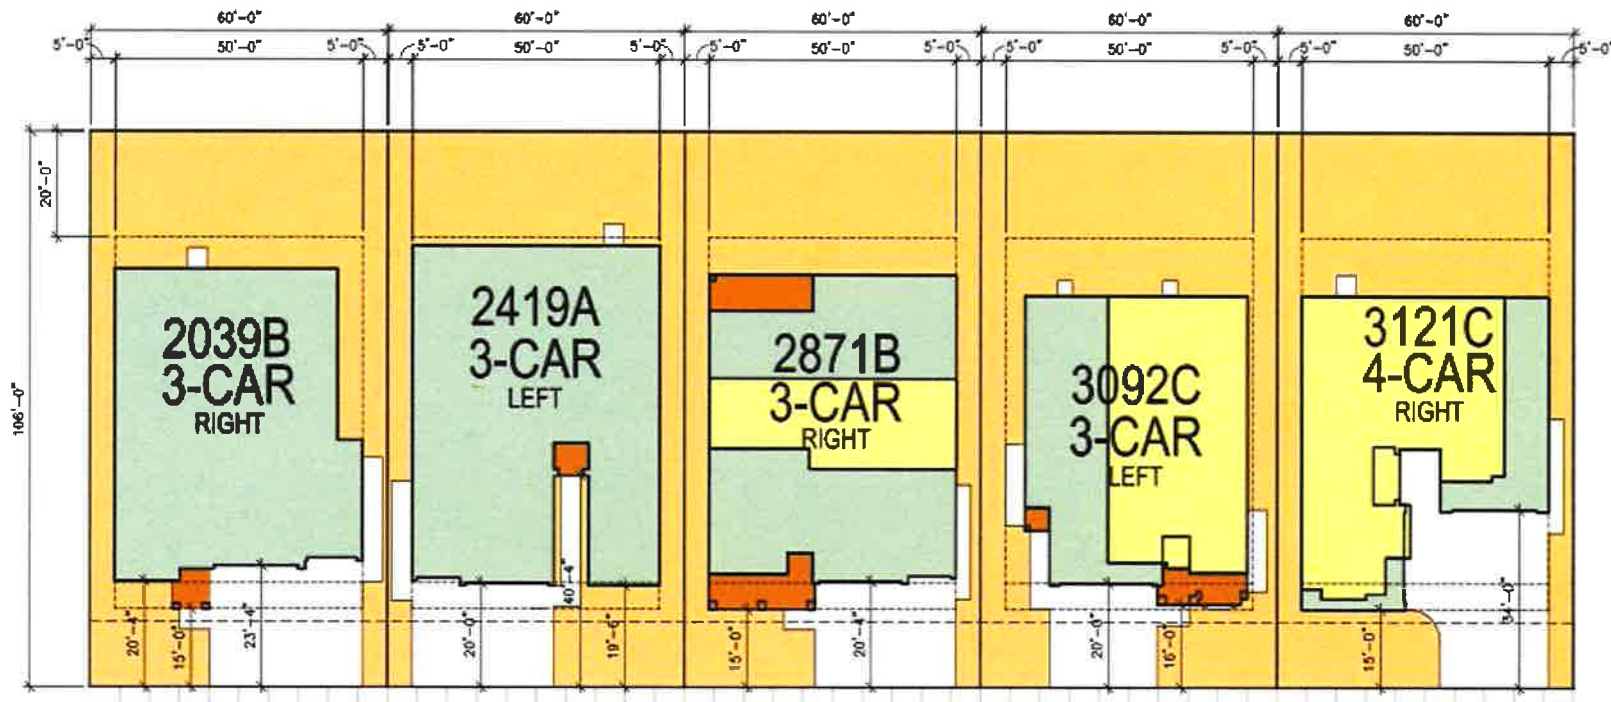 60'-0" 60'-0" 60'-0" 60'-0" 60'-0"
5'-0" 50'-0" 5'-0" 5'-0" 50'-0" 5'-0" 5'-0" 50'-0" 5'-0" 5'-0" 50'-0" 5'-0" 5'-0" 50'-0" 5'-0"
20'-0"
106'-0"
2039B
3-CAR
RIGHT
2419A
3-CAR
LEFT
2871B
3-CAR
RIGHT
3092C
3-CAR
LEFT
3121C
4-CAR
RIGHT
20'-4"
15'-0"
23'-4"
20'-0"
40'-4"
19'-6"
15'-0"
20'-4"
20'-0"
16'-0"
15'-0"
34'-0"